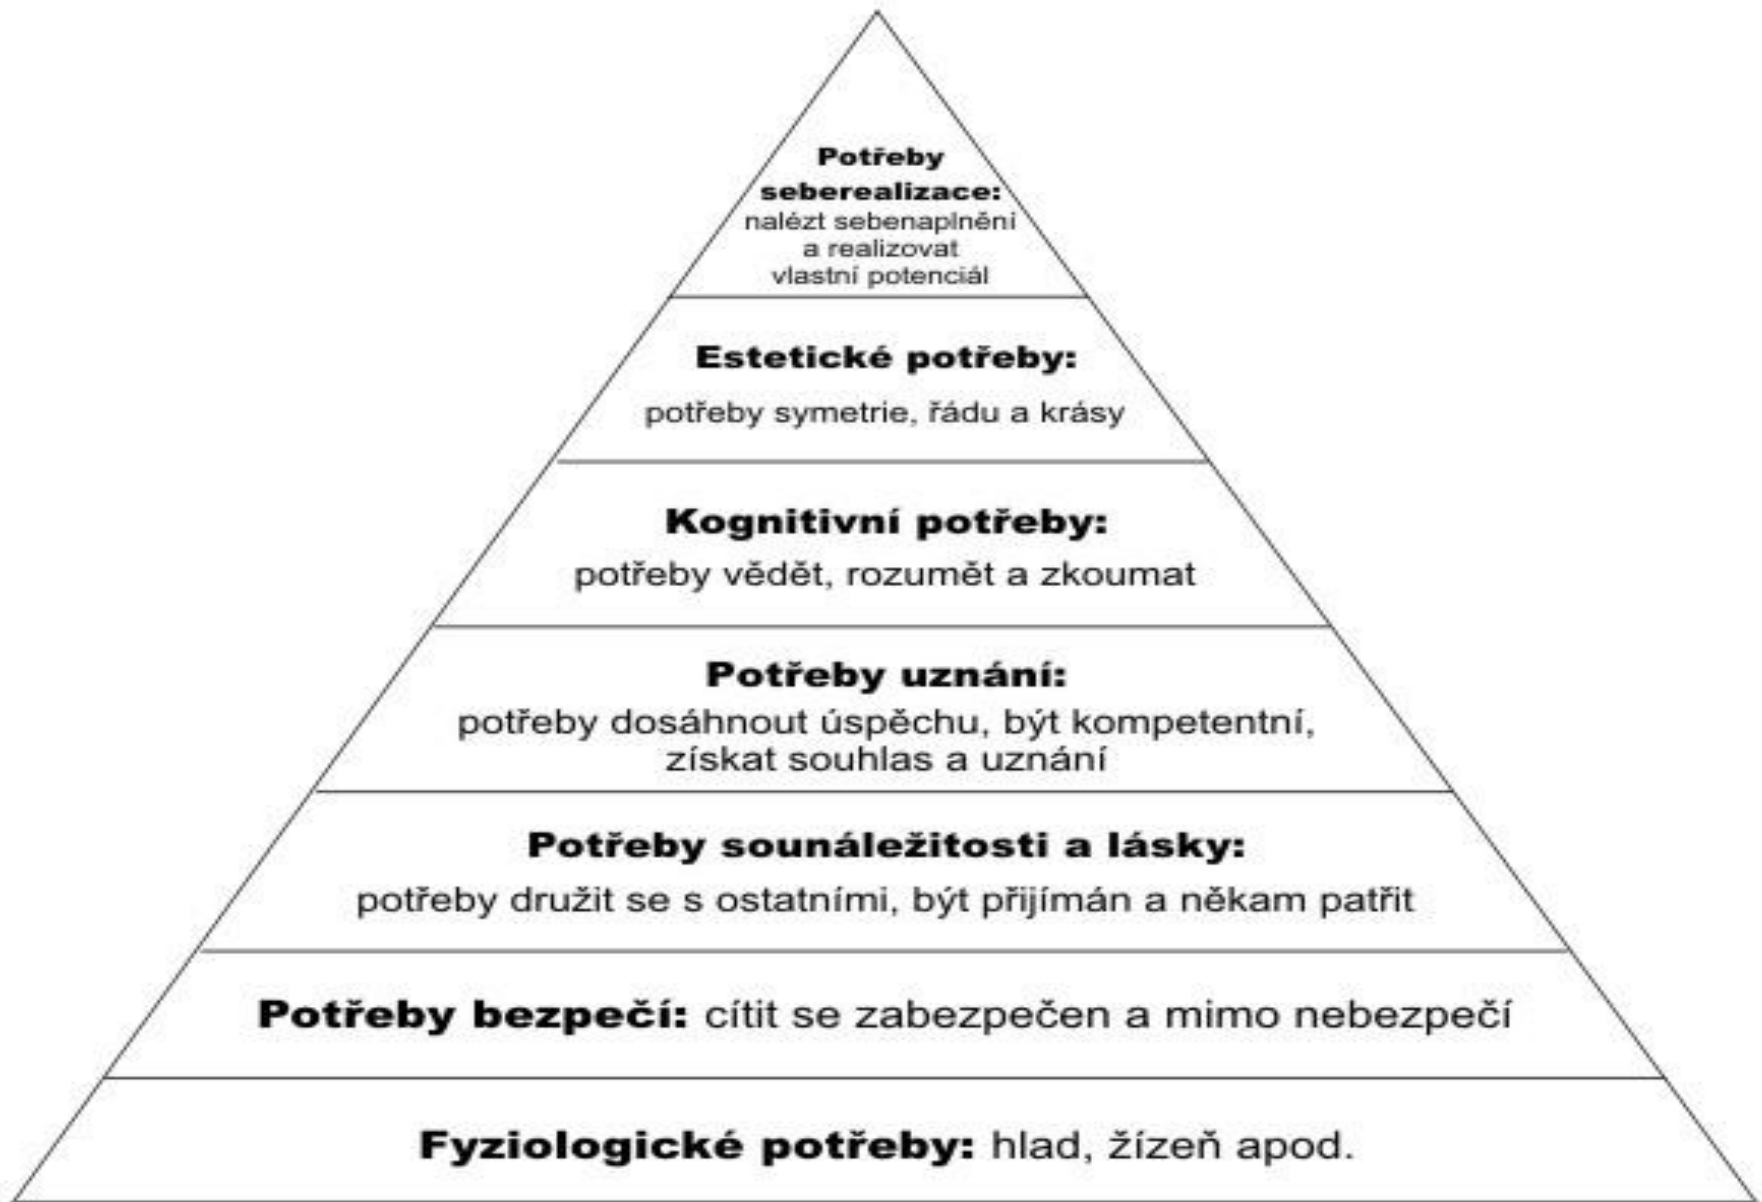 Potřeby
seberealizace:
nalézt sebenaplnění
a realizovat
vlastní potenciál
Estetické potřeby:
potřeby symetrie, řádu a krásy
Kognitivní potřeby:
potřeby vědět, rozumět a zkoumat
Potřeby uznání:
potřeby dosáhnout úspěchu, být kompetentní,
získat souhlas a uznání
Potřeby sounáležitosti a lásky:
potřeby družit se s ostatními, být přijímán a někam patřit
Potřeby bezpečí: cítit se zabezpečen a mimo nebezpečí
Fyziologické potřeby: hlad, žízeň apod.